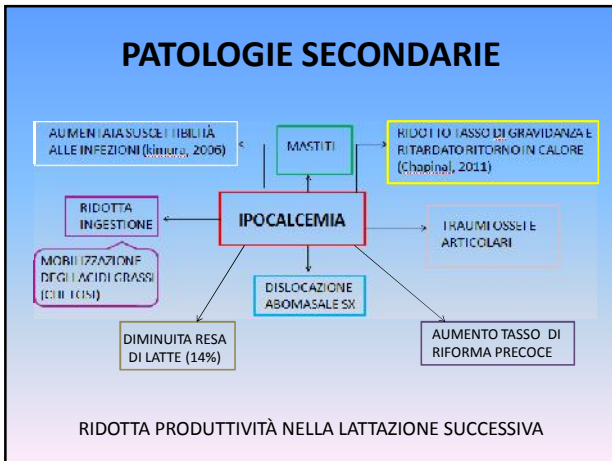 PATOLOGIE SECONDARIE
AUMENTATA SUSCETTIBILITÀ
ALLE INFEZIONI (kimura, 2006)
MASTITI
RIDOTTO TASSO DI GRAVIDANZA E
RITARDATO RITORNO IN CALORE
(Chapinal, 2011)
RIDOTTA
INGESTIONE
IPOCALCEMIA
TRAUMI OSSEI E
ARTICOLARI
MOBILIZZAZIONE
DEGLI ACIDI GRASSI
(CHETOSI)
DISLOCAZIONE
ABOMASALE SX
DIMINUITA RESA
DI LATTE (14%)
AUMENTO TASSO DI
RIFORMA PRECOCE
RIDOTTA PRODUTTIVITÀ NELLA LATTAZIONE SUCCESSIVA